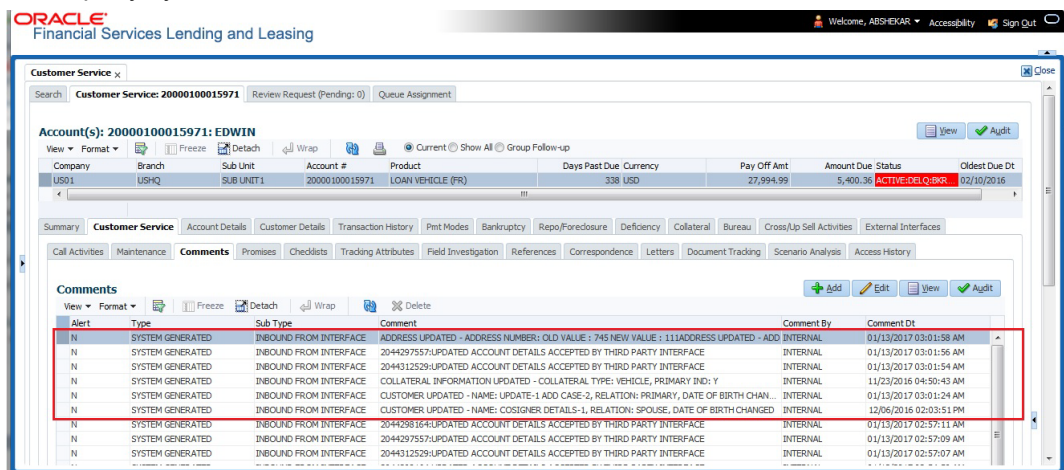 ORACLE
Financial Services Lending and Leasing
Welcome, ABSHEKAR Accessibility Sign Out
Customer Service x
Close
Search Customer Service: 20000100015971 Review Request (Pending: 0) Queue Assignment
Account(s): 20000100015971: EDWIN
View Audit
View Format Freeze Detach Wrap Current Show All Group Follow-up
Company Branch Sub Unit Account # Product Days Past Due Currency Pay Off Amt Amount Due Status Oldest Due Dt
US01 USHQ SUB UNIT1 20000100015971 LOAN VEHICLE (FR) 338 USD 27,994.99 5,400.36 ACTIVE:DELQ:BKR... 02/10/2016
Summary Customer Service Account Details Customer Details Transaction History Pmt Modes Bankruptcy Repo/Foreclosure Deficiency Collateral Bureau Cross/Up Sell Activities External Interfaces
Call Activities Maintenance Comments Promises Checklists Tracking Attributes Field Investigation References Correspondence Letters Document Tracking Scenario Analysis Access History
Comments
Add Edit View Audit
View Format Freeze Detach Wrap Delete
Alert Type Sub Type Comment Comment By Comment Dt
N SYSTEM GENERATED INBOUND FROM INTERFACE ADDRESS UPDATED - ADDRESS NUMBER: OLD VALUE : 745 NEW VALUE : 111ADDRESS UPDATED - ADD INTERNAL 01/13/2017 03:01:58 AM
N SYSTEM GENERATED INBOUND FROM INTERFACE 2044297557:UPDATED ACCOUNT DETAILS ACCEPTED BY THIRD PARTY INTERFACE INTERNAL 01/13/2017 03:01:56 AM
N SYSTEM GENERATED INBOUND FROM INTERFACE 2044312529:UPDATED ACCOUNT DETAILS ACCEPTED BY THIRD PARTY INTERFACE INTERNAL 01/13/2017 03:01:54 AM
N SYSTEM GENERATED INBOUND FROM INTERFACE COLLATERAL INFORMATION UPDATED - COLLATERAL TYPE: VEHICLE, PRIMARY IND: Y INTERNAL 11/23/2016 04:50:43 AM
N SYSTEM GENERATED INBOUND FROM INTERFACE CUSTOMER UPDATED - NAME: UPDATE-1 ADD CASE-2, RELATION: PRIMARY, DATE OF BIRTH CHAN... INTERNAL 01/13/2017 03:01:24 AM
N SYSTEM GENERATED INBOUND FROM INTERFACE CUSTOMER UPDATED - NAME: COSIGNER DETAILS-1, RELATION: SPOUSE, DATE OF BIRTH CHANGED INTERNAL 12/06/2016 02:03:51 PM
N SYSTEM GENERATED INBOUND FROM INTERFACE 2044298164:UPDATED ACCOUNT DETAILS ACCEPTED BY THIRD PARTY INTERFACE INTERNAL 01/13/2017 02:57:11 AM
N SYSTEM GENERATED INBOUND FROM INTERFACE 2044297557:UPDATED ACCOUNT DETAILS ACCEPTED BY THIRD PARTY INTERFACE INTERNAL 01/13/2017 02:57:09 AM
N SYSTEM GENERATED INBOUND FROM INTERFACE 2044312529:UPDATED ACCOUNT DETAILS ACCEPTED BY THIRD PARTY INTERFACE INTERNAL 01/13/2017 02:57:07 AM